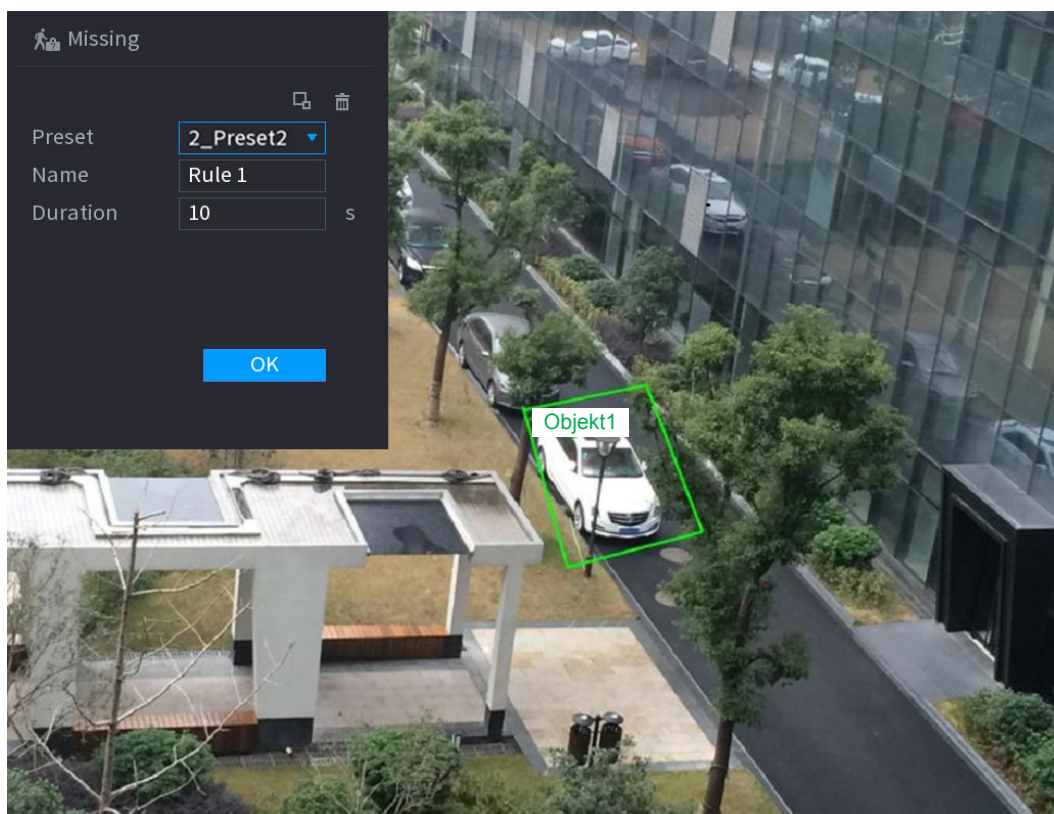 Missing
Preset 2_Preset2
Name Rule 1
Duration 10 s
OK
Objekt1